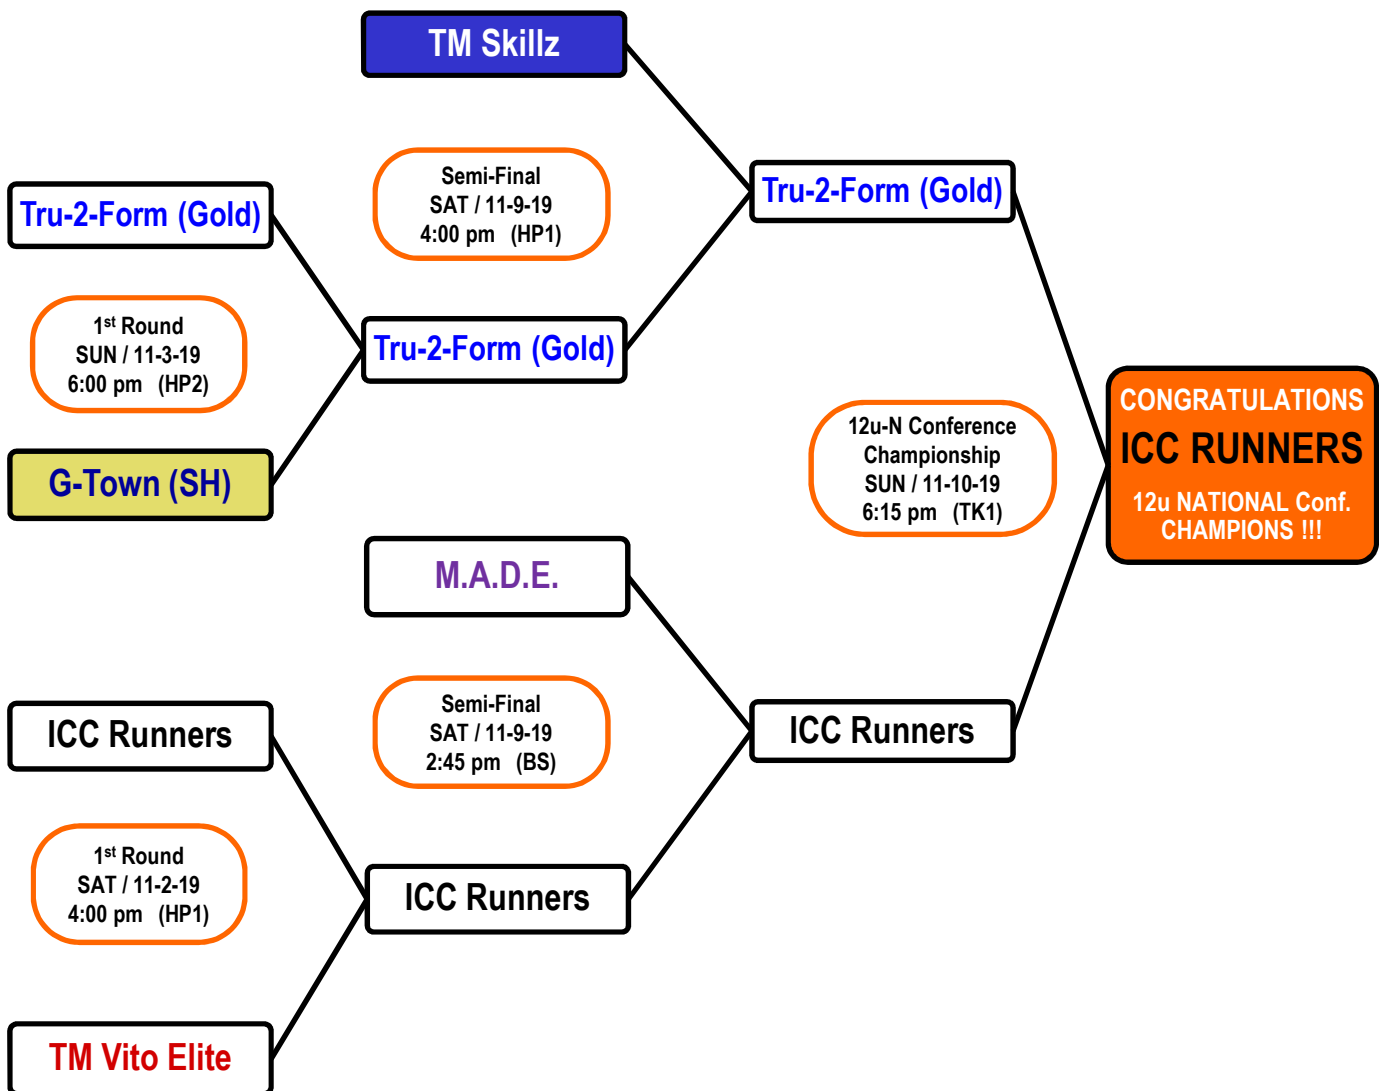 TM Skillz
Semi-Final
SAT / 11-9-19
4:00 pm (HP1)
Tru-2-Form (Gold)
Tru-2-Form (Gold)
1st Round
SUN / 11-3-19
6:00 pm (HP2)
Tru-2-Form (Gold)
G-Town (SH)
12u-N Conference
Championship
SUN / 11-10-19
6:15 pm (TK1)
CONGRATULATIONS
ICC RUNNERS
12u NATIONAL Conf.
CHAMPIONS !!!
M.A.D.E.
Semi-Final
SAT / 11-9-19
2:45 pm (BS)
ICC Runners
ICC Runners
1st Round
SAT / 11-2-19
4:00 pm (HP1)
ICC Runners
TM Vito Elite